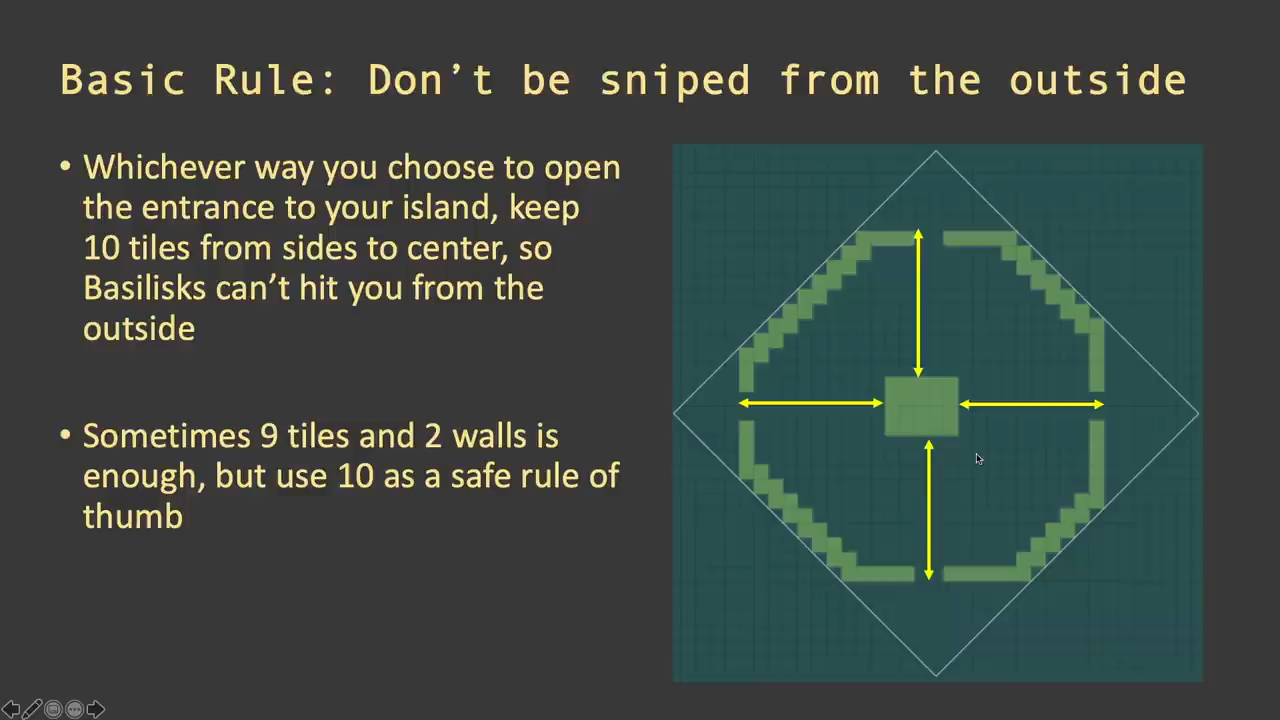 Basic Rule: Don’t be sniped from the outside
• Whichever way you choose to open
the entrance to your island, keep
10 tiles from sides to center, so
Basilisks can’t hit you from the
outside
• Sometimes 9 tiles and 2 walls is
enough, but use 10 as a safe rule of
thumb